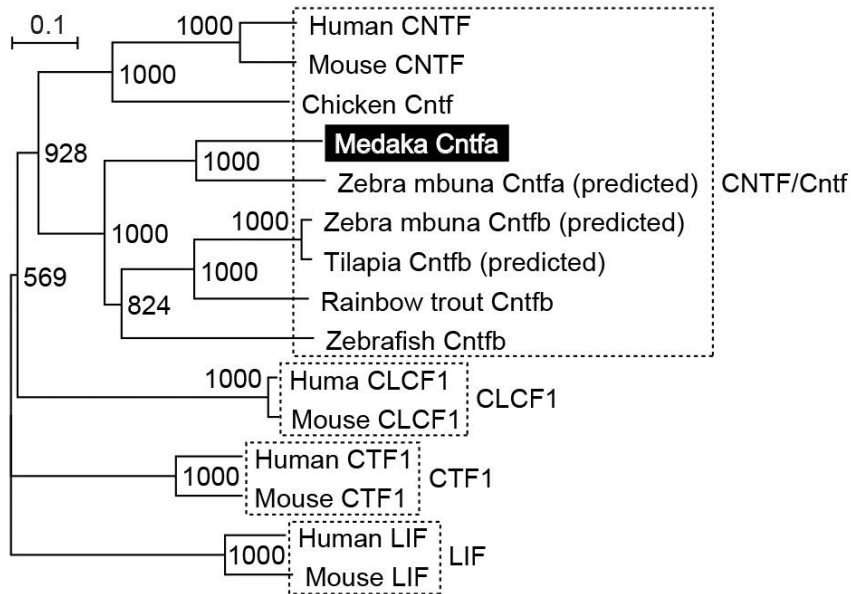 0.1
1000
Human CNTF
Mouse CNTF
1000
Chicken Cntf
928
Medaka Cntfa
1000
Zebra mbuna Cntfa (predicted)
CNTF/Cntf
1000
Zebra mbuna Cntfb (predicted)
1000
Tilapia Cntfb (predicted)
1000
569
824
Rainbow trout Cntfb
Zebrafish Cntfb
1000
Huma CLCF1
CLCF1
Mouse CLCF1
Human CTF1
1000
CTF1
Mouse CTF1
Human LIF
1000
LIF
Mouse LIF